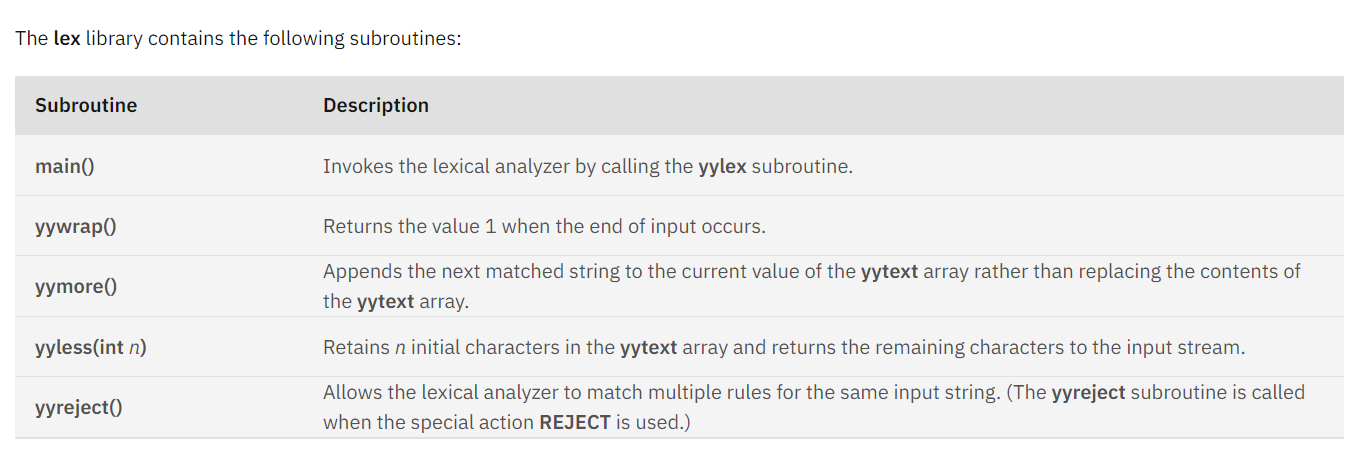 The lex library contains the following subroutines:
Subroutine Description
main() Invokes the lexical analyzer by calling the yylex subroutine.
yywrap() Returns the value 1 when the end of input occurs.
yymore() Appends the next matched string to the current value of the yytext array rather than replacing the contents of
the yytext array.
yyless(int n) Retains n initial characters in the yytext array and returns the remaining characters to the input stream.
yyreject() Allows the lexical analyzer to match multiple rules for the same input string. (The yyreject subroutine is called
when the special action REJECT is used.)